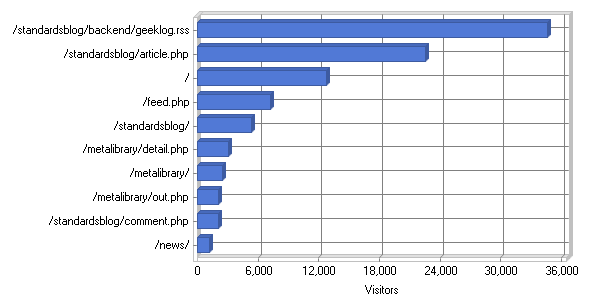 /standardsblog/backend/geeklog.rss
/standardsblog/article.php
/
/feed.php
/standardsblog/
/metalibrary/detail.php
/metalibrary/
/metalibrary/out.php
/standardsblog/comment.php
/news/
0 6,000 12,000 18,000 24,000 30,000 36,000
Visitors